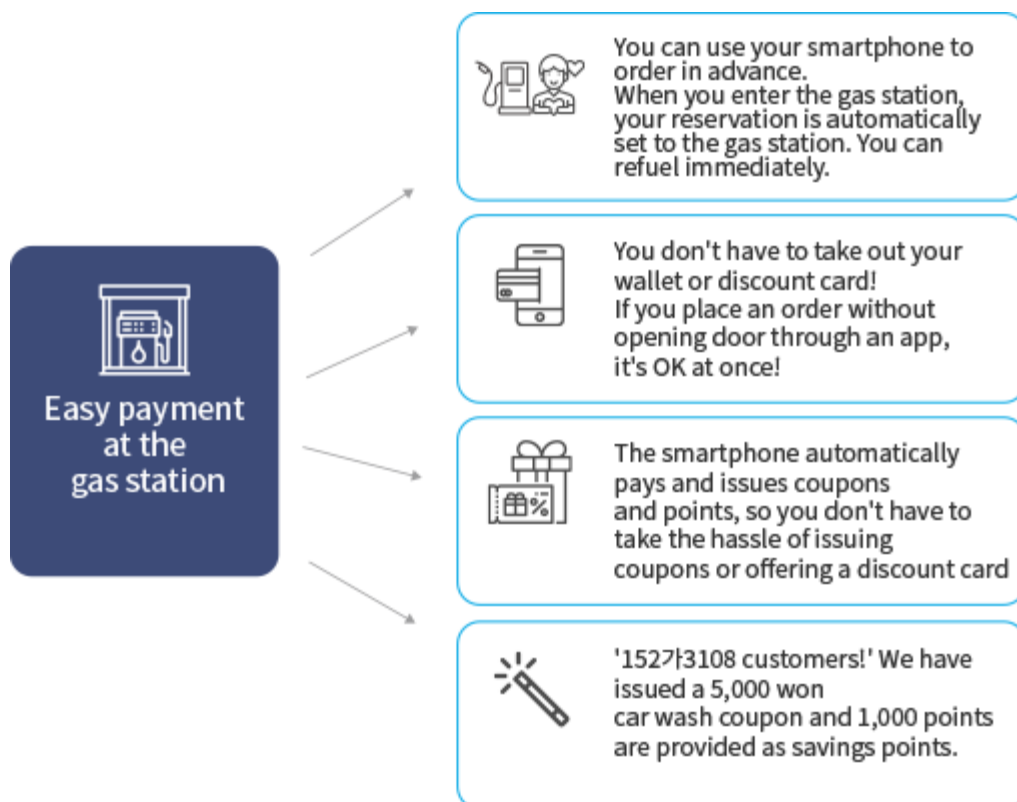 You can use your smartphone to
order in advance.
When you enter the gas station,
your reservation is automatically
set to the gas station. You can
refuel immediately.
You don't have to take out your
wallet or discount card!
If you place an order without
opening door through an app,
it's OK at once!
Easy payment
at the
gas station
The smartphone automatically
pays and issues coupons
and points, so you don't have to
take the hassle of issuing
coupons or offering a discount card
'152가3108 customers!' We have
issued a 5,000 won
car wash coupon and 1,000 points
are provided as savings points.